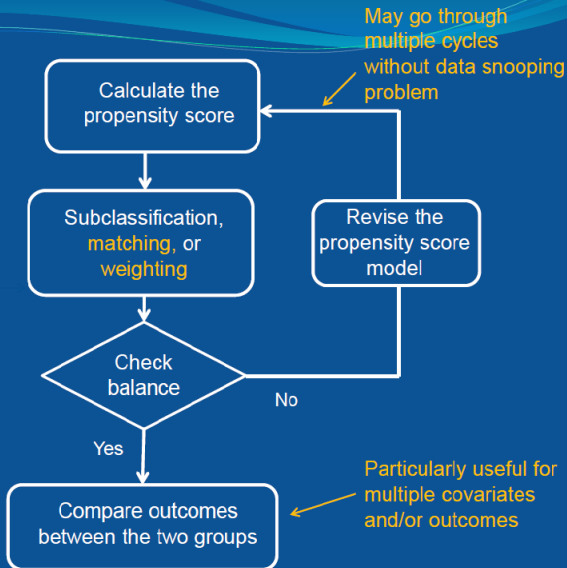 May go through
multiple cycles
without data snooping
problem
Calculate the
propensity score
Subclassification,
matching, or
weighting
Revise the
propensity score
model
Check
balance
No
Yes
Compare outcomes
between the two groups
Particularly useful for
multiple covariates
and/or outcomes